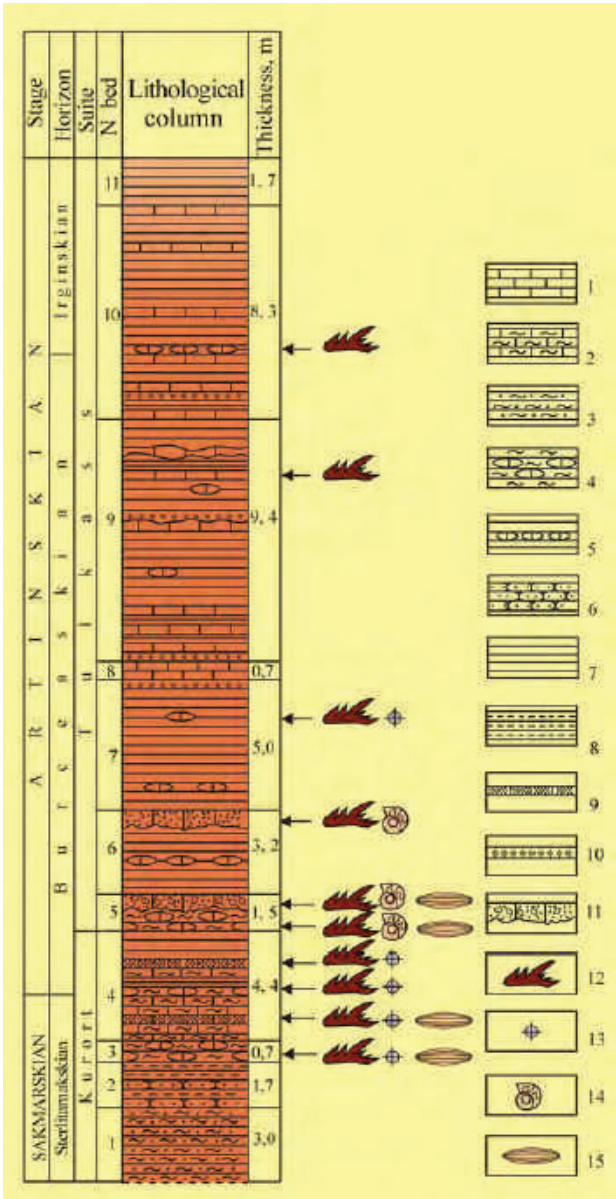 Stage
Horizon
Suite
N bed
Lithological
column
Thickness, m
ARTINSKIAN
SAKMARSKIAN
Irginskian
Burceaskian
Sterlitamakskian
Tulkass
Kurort
11
1, 7
10
8, 3
9
9, 4
8
0,7
7
5,0
6
3, 2
5
1, 5
4
4, 4
3
0,7
2
1,7
1
3,0
1
2
3
4
5
6
7
8
9
10
11
12
13
14
15